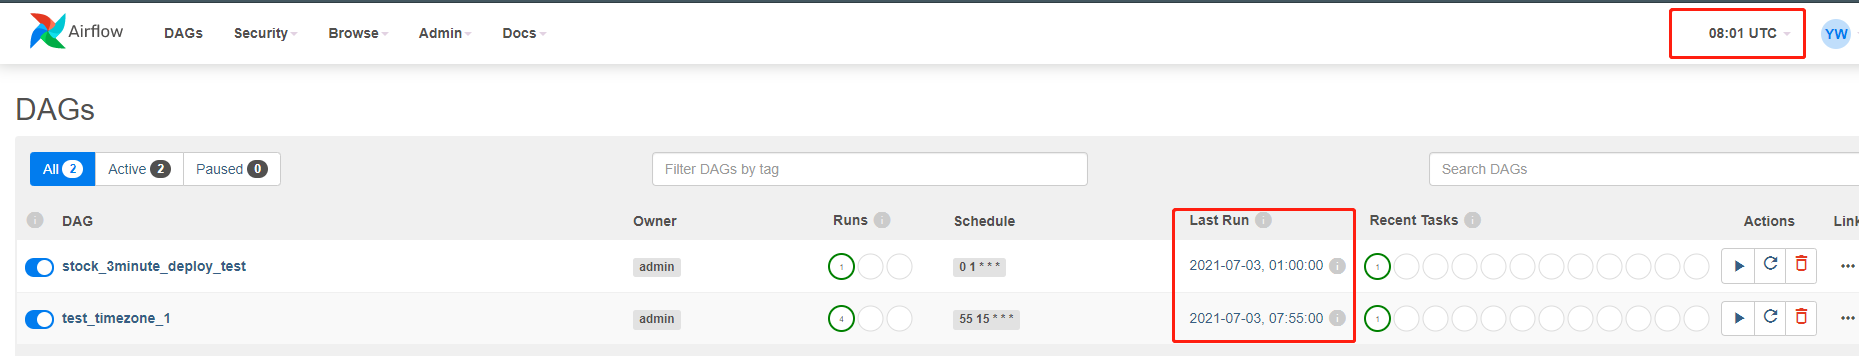 Airflow DAGs Security Browse Admin Docs 08:01 UTC YW
DAGs
All 2 Active 2 Paused 0 Filter DAGs by tag Search DAGs
i DAG Owner Runs i Schedule Last Run i Recent Tasks i Actions Link
stock_3minute_deploy_test admin 1 0 1 * * * 2021-07-03, 01:00:00 i 1
test_timezone_1 admin 4 55 15 * * * 2021-07-03, 07:55:00 i 1